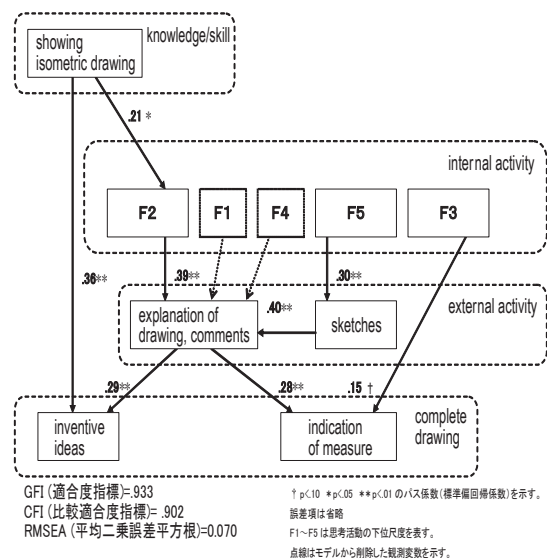 showing
isometric drawing
knowledge/skill
.21 *
internal activity
F2
F1
F4
F5
F3
.36**
.39**
.30**
.40**
external activity
explanation of
drawing, comments
sketches
.29**
.28**
.15 †
complete
drawing
inventive
ideas
indication
of measure
GFI (適合度指標)=.933
CFI (比較適合度指標)= .902
RMSEA (平均二乗誤差平方根)=0.070
† p<.10 *p<.05 **p<.01 のパス係数(標準偏回帰係数)を示す。
誤差項は省略
F1~F5は思考活動の下位尺度を表す。
点線はモデルから削除した観測変数を示す。